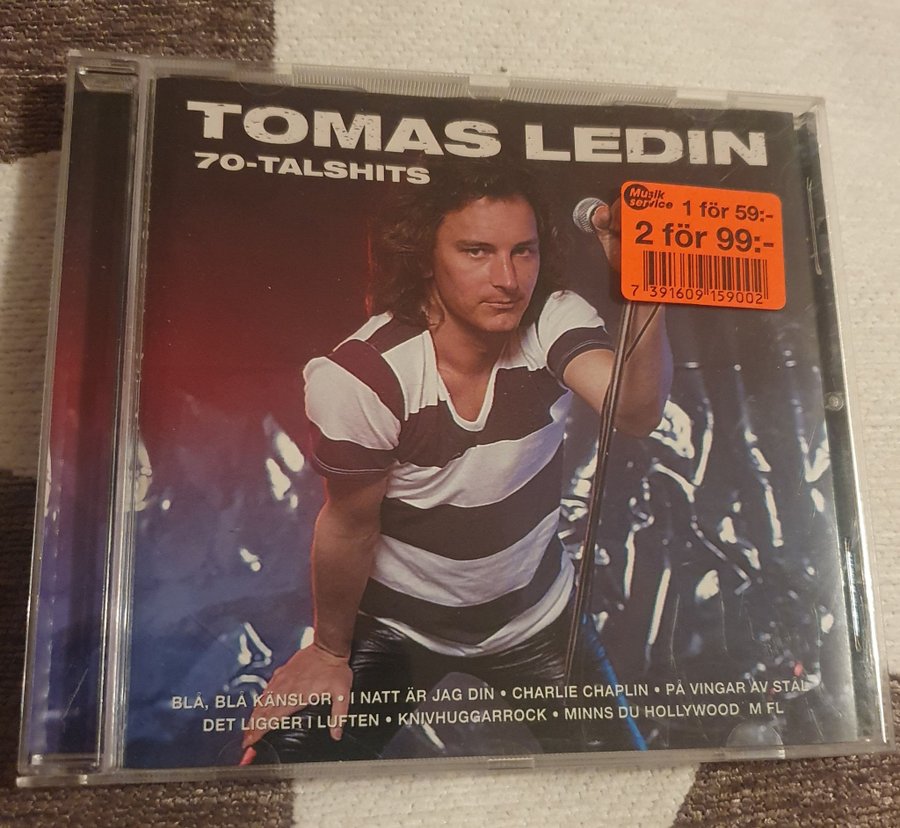 TOMAS LEDIN
70-TALSHITS
Musik
service
1 för 59:-
2 för 99:-
7 391609 159002
BLÅ, BLÅ KÄNSLOR • I NATT ÄR JAG DIN • CHARLIE CHAPLIN • PÅ VINGAR AV STÅL
DET LIGGER I LUFTEN • KNIVHUGGARROCK • MINNS DU HOLLYWOOD M FL